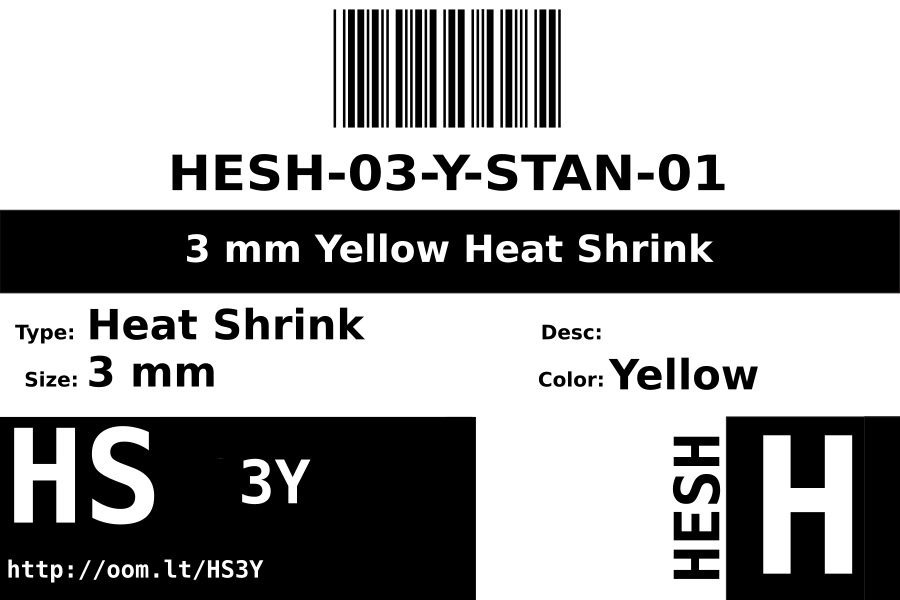 HESH-03-Y-STAN-01
3 mm Yellow Heat Shrink
Type: Heat Shrink
Desc:
Size: 3 mm
Color: Yellow
HS
3Y
http://oom.lt/HS3Y
HESH
H